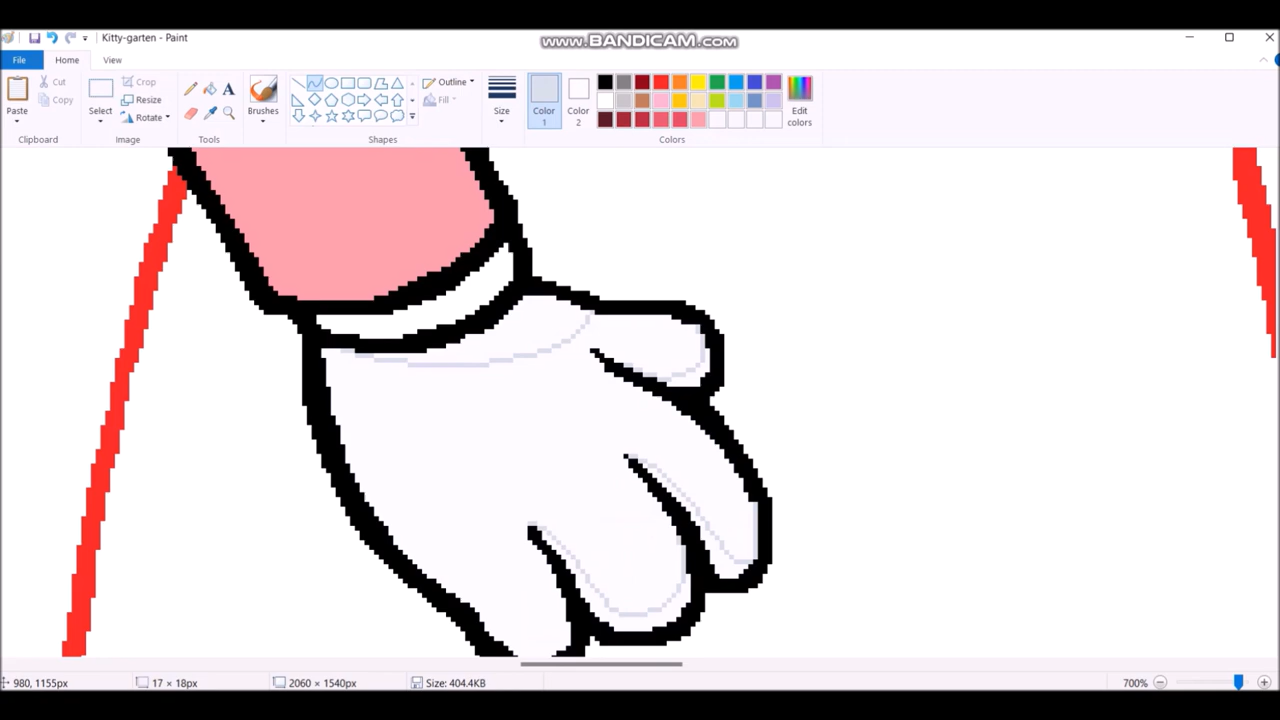 www.BANDICAM.com
Kitty-garten - Paint
File
Home
View
Paste
Cut
Copy
Clipboard
Select
Crop
Resize
Rotate
Image
A
Tools
Brushes
Outline
Fill
Shapes
Size
Color
1
Color
2
Edit
colors
Colors
980, 1155px
17 × 18px
2060 × 1540px
Size: 404.4KB
700%